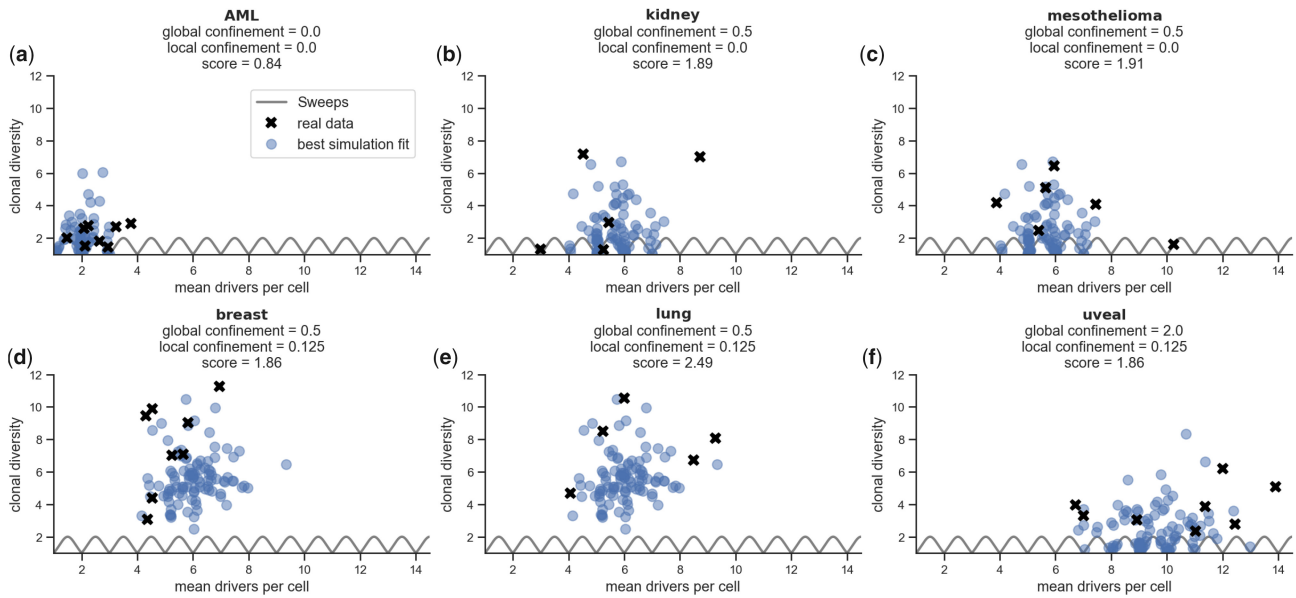 AML
global confinement = 0.0
local confinement = 0.0
score = 0.84
(a)
12
10
8
6
4
2
clonal diversity
2 4 6 8 10 12 14
mean drivers per cell
Sweeps
real data
best simulation fit
kidney
global confinement = 0.5
local confinement = 0.0
score = 1.89
(b)
12
10
8
6
4
2
clonal diversity
2 4 6 8 10 12 14
mean drivers per cell
mesothelioma
global confinement = 0.5
local confinement = 0.0
score = 1.91
(c)
12
10
8
6
4
2
clonal diversity
2 4 6 8 10 12 14
mean drivers per cell
breast
global confinement = 0.5
local confinement = 0.125
score = 1.86
(d)
12
10
8
6
4
2
clonal diversity
2 4 6 8 10 12 14
mean drivers per cell
lung
global confinement = 0.5
local confinement = 0.125
score = 2.49
(e)
12
10
8
6
4
2
clonal diversity
2 4 6 8 10 12 14
mean drivers per cell
uveal
global confinement = 2.0
local confinement = 0.125
score = 1.86
(f)
12
10
8
6
4
2
clonal diversity
2 4 6 8 10 12 14
mean drivers per cell